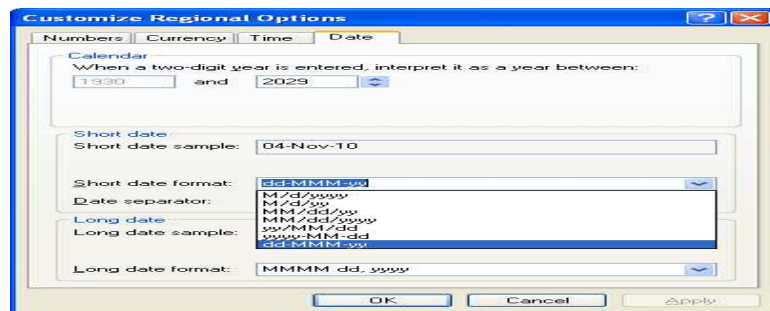 Customize Regional Options
Numbers Currency Time Date
Calendar
When a two-digit year is entered, interpret it as a year between:
1930 and 2029
Short date
Short date sample: 04-Nov-10
Short date format: dd-MMM-yy
M/d/yyyy
Date separator: M/d/yy
MM/dd/yy
MM/dd/yyyy
Long date
yy/MM/dd
Long date sample: yyyy-MM-dd
dd-MMM-yy
Long date format: MMMM dd, yyyy
OK Cancel Apply